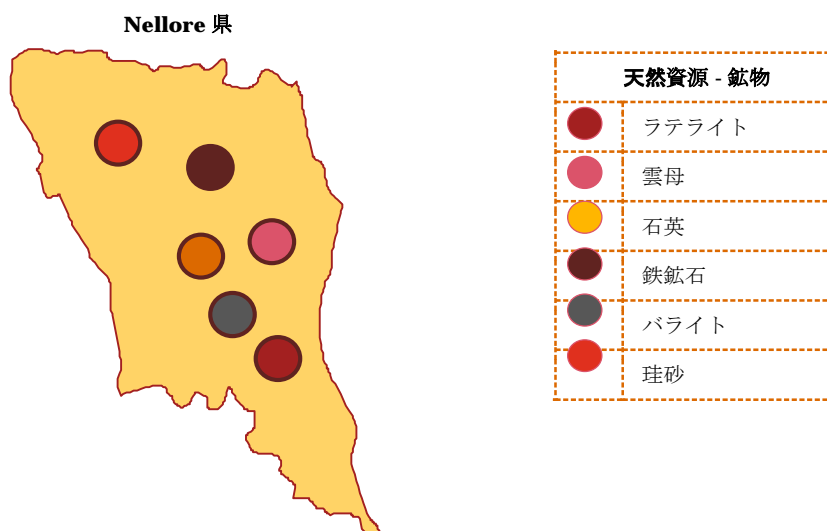 Nellore 県
天然資源 - 鉱物
ラテライト
雲母
石英
鉄鉱石
バライト
珪砂